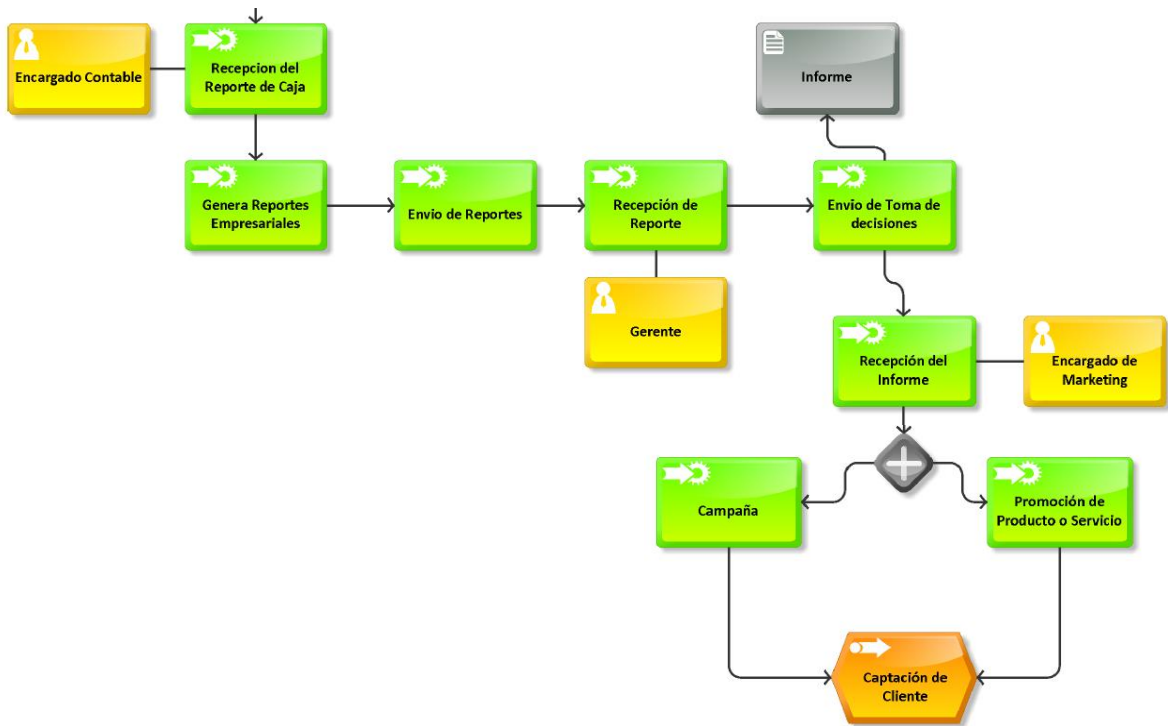 Encargado Contable
Recepcion del
Reporte de Caja
Informe
Genera Reportes
Empresariales
Envio de Reportes
Recepción de
Reporte
Envio de Toma de
decisiones
Gerente
Recepción del
Informe
Encargado de
Marketing
Campaña
Promoción de
Producto o Servicio
Captación de
Cliente